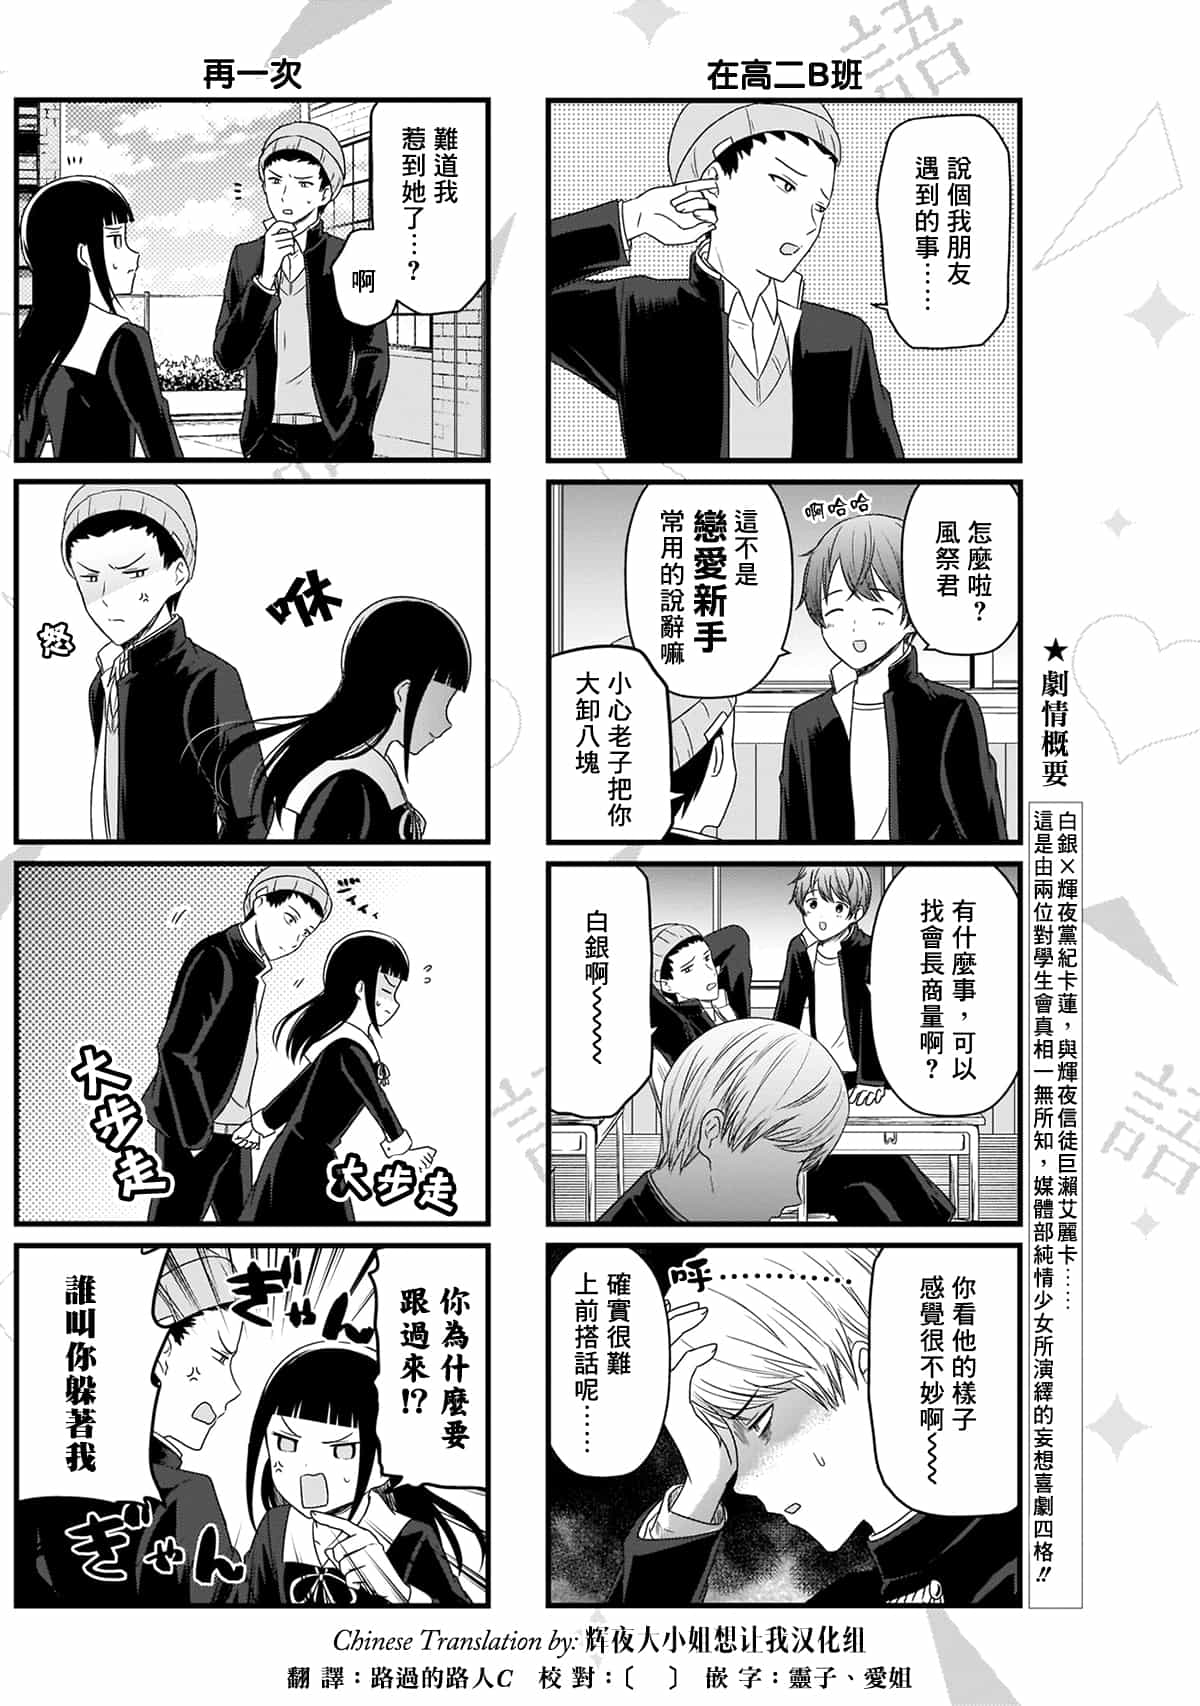 在高二B班
說個我朋友
遇到的事……
怎麼啦？
風祭君
啊哈哈
這不是
戀愛新手
常用的說辭嘛
小心老子把你
大卸八塊
有什麼事，可以
找會長商量啊？
白銀啊~~~
你看他的樣子
感覺很不妙啊~~~
呼…………
確實很難
上前搭話呢……
再一次
難道我
惹到她了……？
啊
咻
怒
大步走
大步走
你為什麼要
跟過來!?
ぎゃん
誰叫你躲著我
ぎゃん
★劇情概要
白銀×輝夜黨紀卡蓮，與輝夜信徒巨瀨艾麗卡……
這是由兩位對學生會真相一無所知，媒體部純情少女所演繹的妄想喜劇四格!!
Chinese Translation by: 辉夜大小姐想让我汉化组
翻譯：路過的路人C 校對：〔 〕 嵌字：靈子、愛姐
語
語